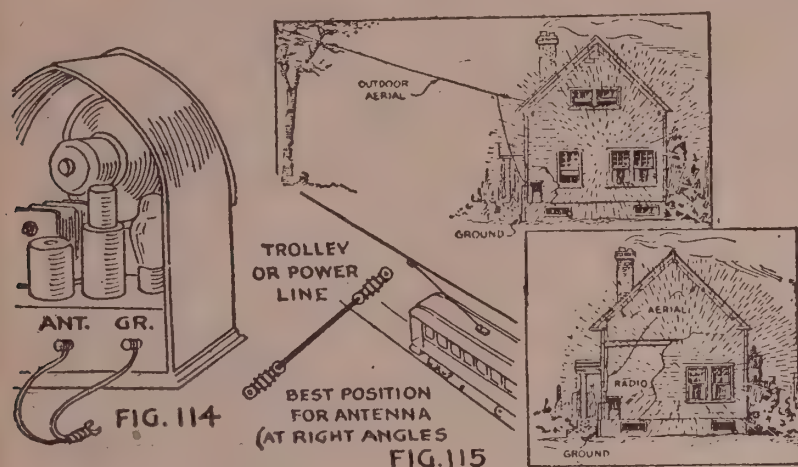 ANT. GR.
FIG. 114
OUTDOOR
AERIAL
GROUND
TROLLEY
OR POWER
LINE
BEST POSITION
FOR ANTENNA
(AT RIGHT ANGLES
FIG. 115
AERIAL
RADIO
GROUND